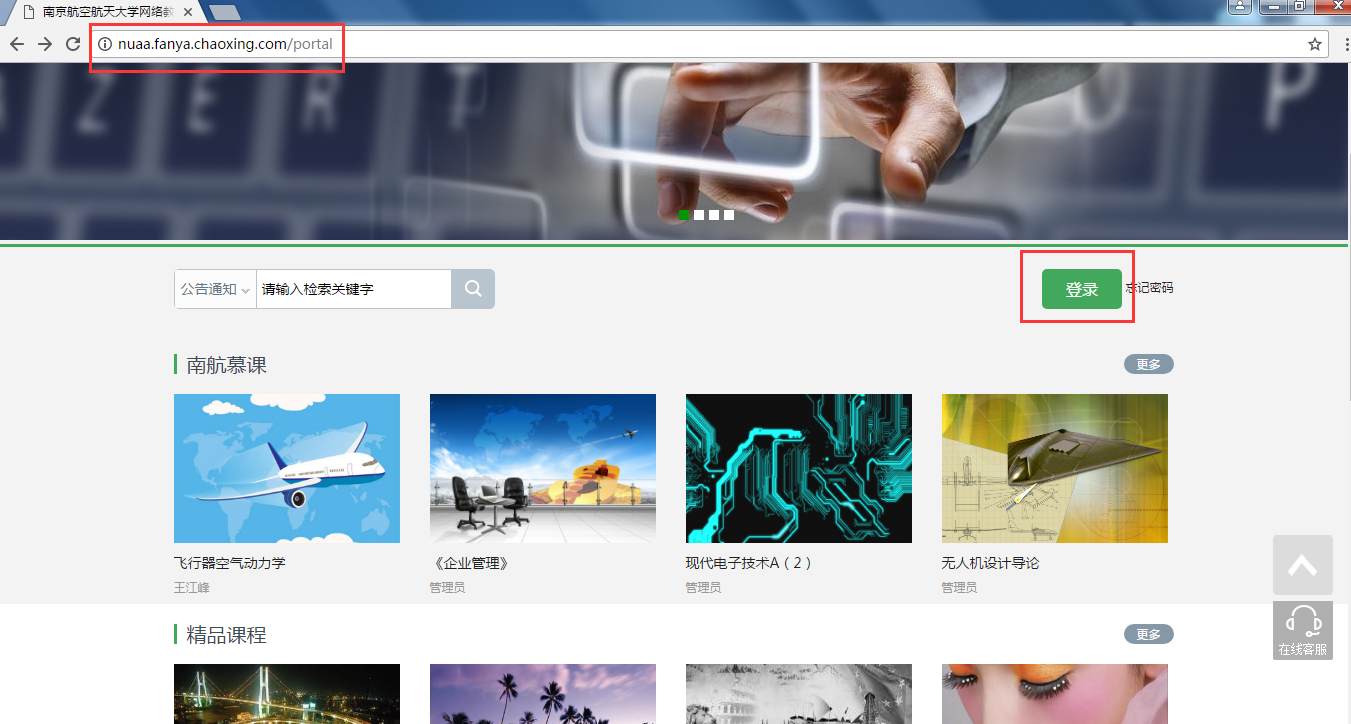 南京航空航天大学网络教
nuaa.fanya.chaoxing.com/portal
A Z E R T P
公告通知 请输入检索关键字 登录 忘记密码
南航慕课 更多
飞行器空气动力学 《企业管理》 现代电子技术A（2） 无人机设计导论
王江峰 管理员 管理员 管理员
在线客服
精品课程 更多